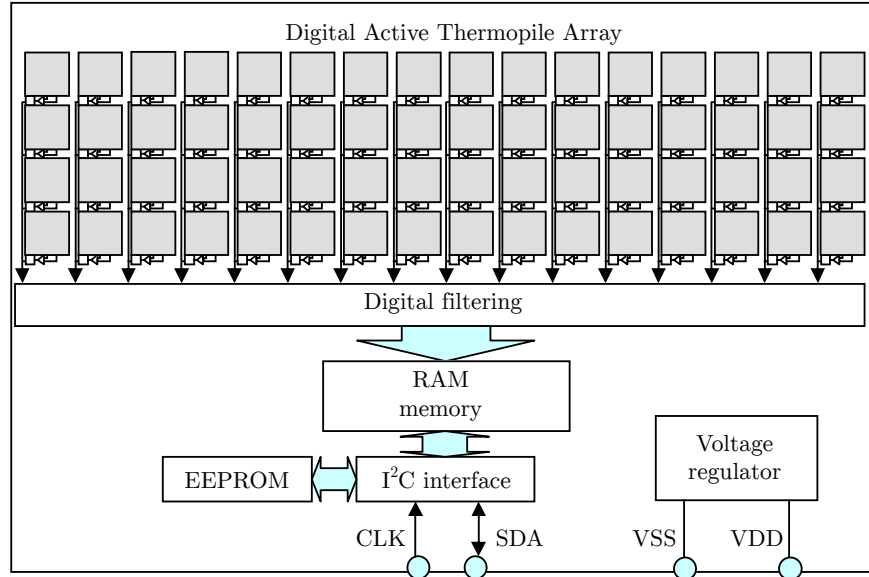 Digital Active Thermopile Array
Digital filtering
RAM
memory
EEPROM
I²C interface
Voltage
regulator
CLK
SDA
VSS
VDD